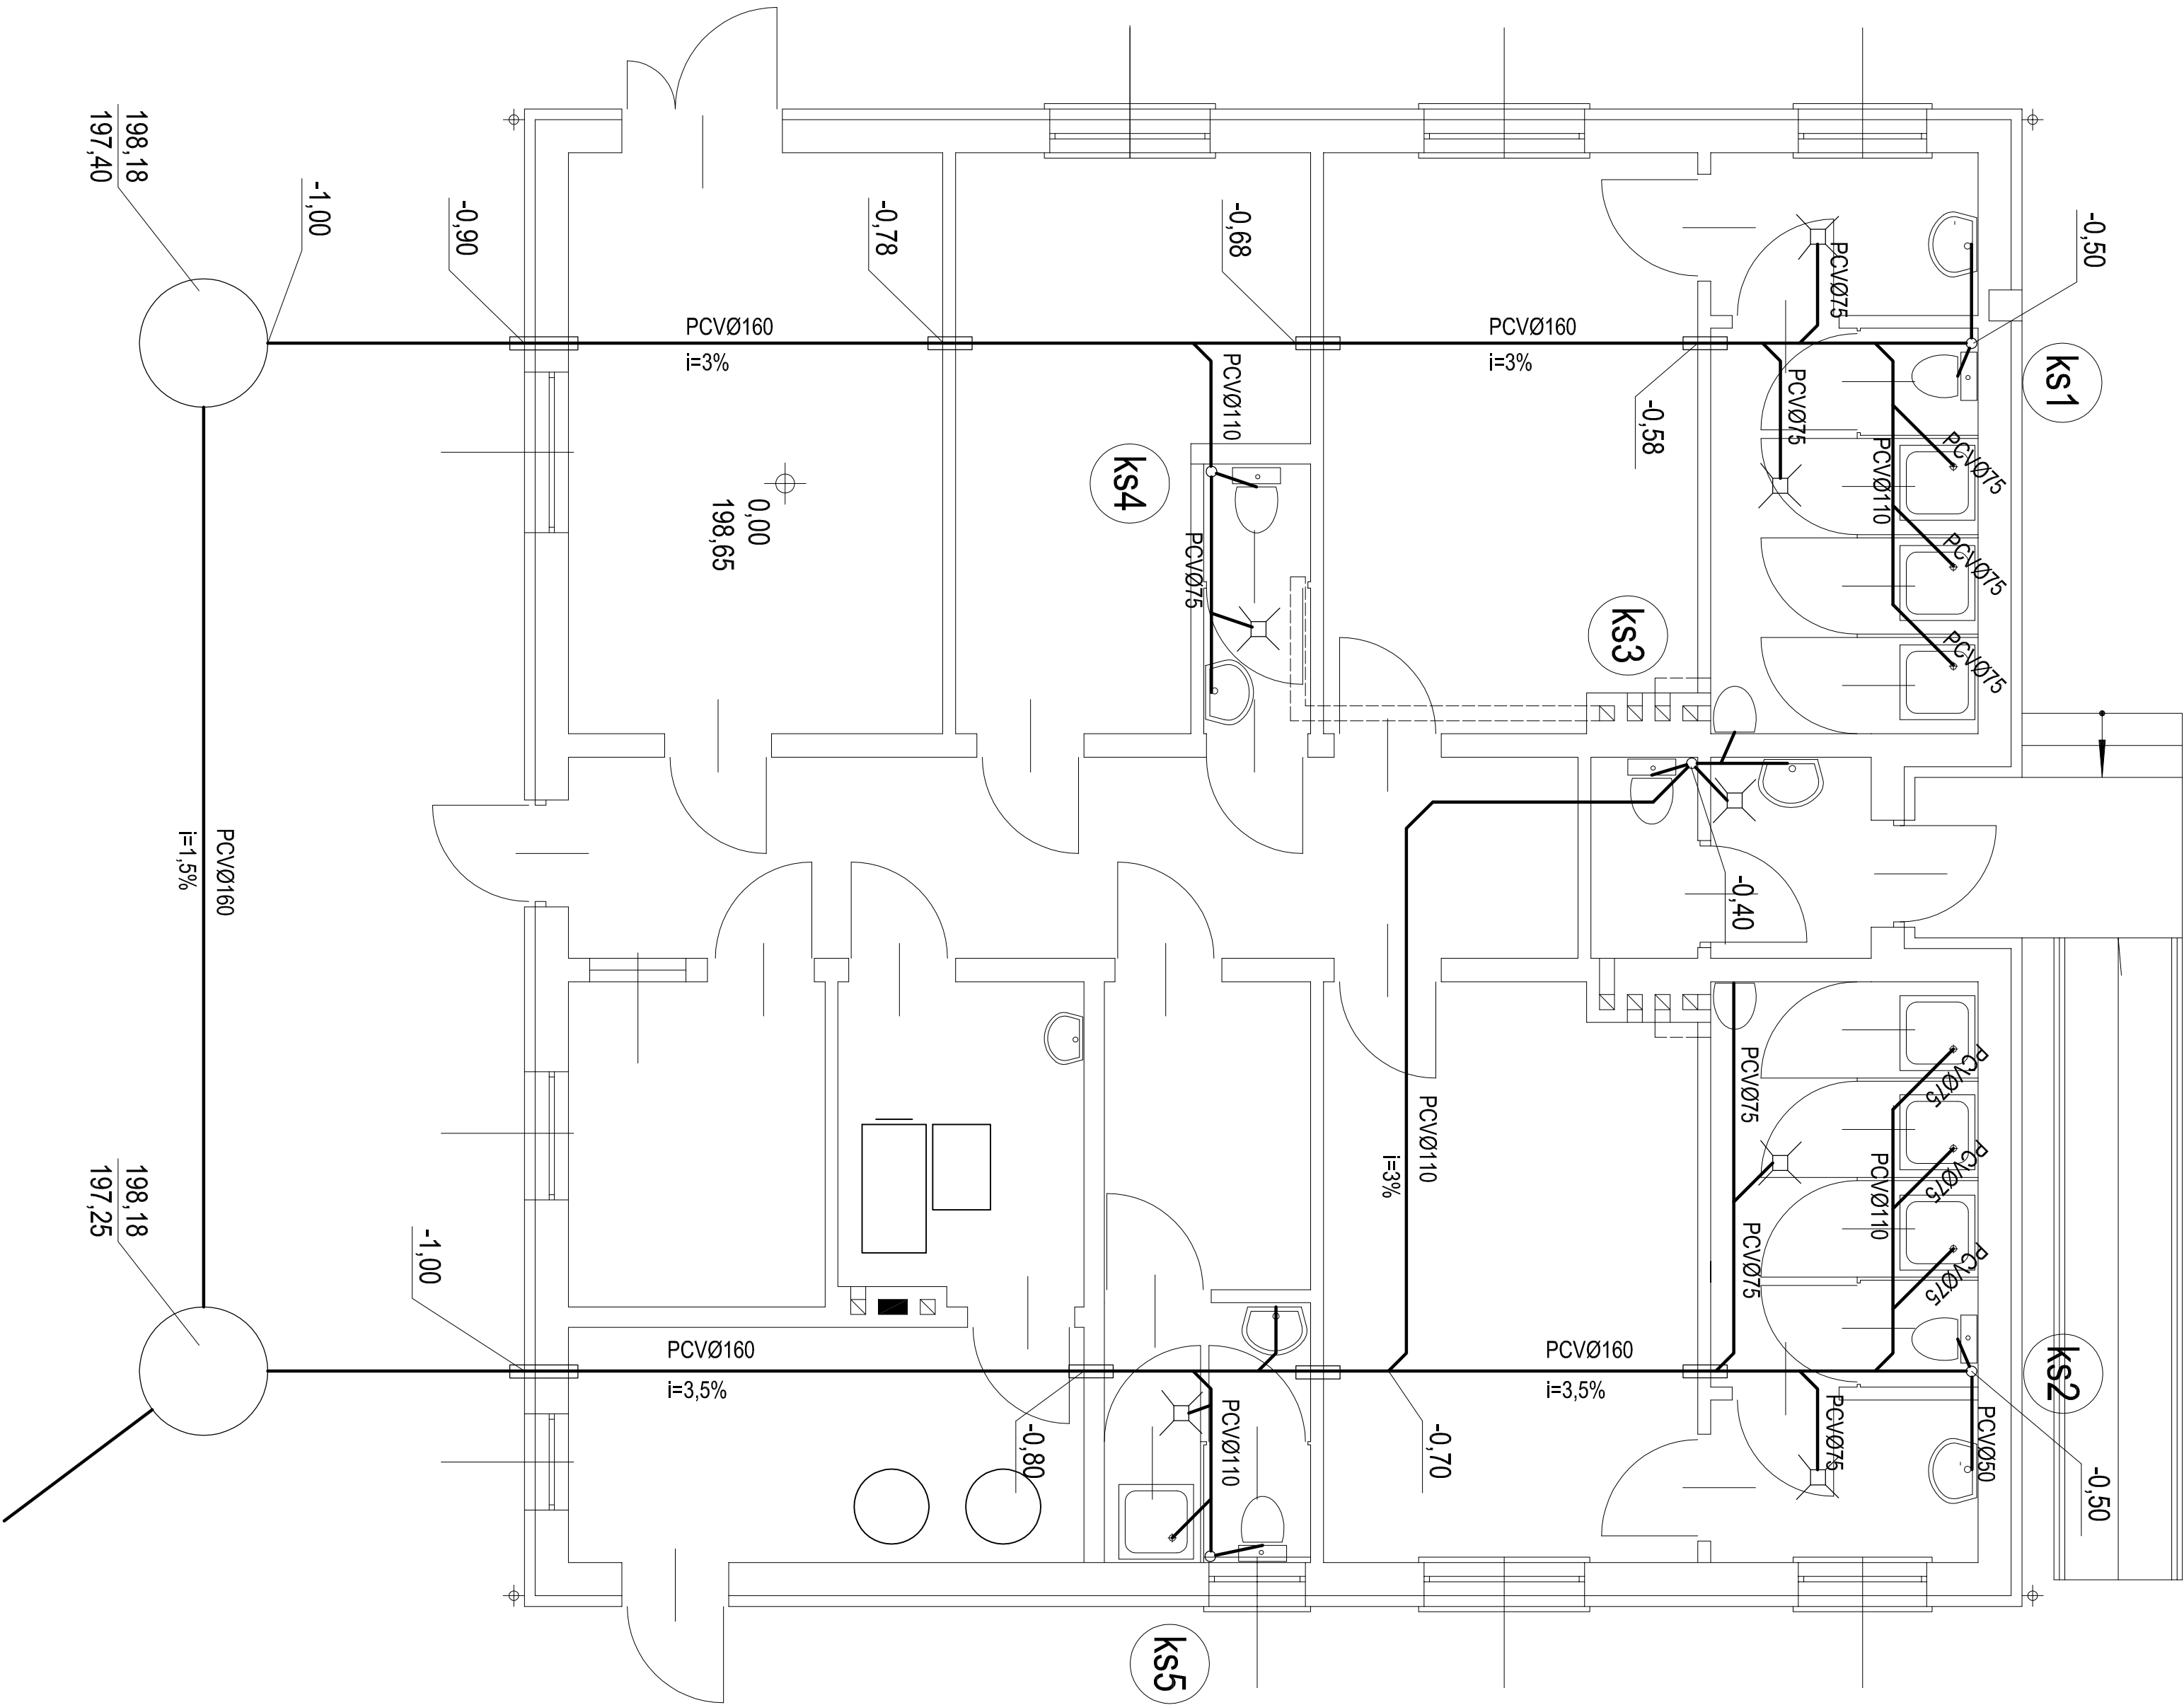 198,18
197,40
-1,00
-0,90
-0,78
-0,68
-0,58
-0,50
ks1
PCVØ160
i=3%
PCVØ160
i=3%
PCVØ75
PCVØ75
PCVØ110
PCVØ75
PCVØ75
PCVØ75
PCVØ110
ks4
PCVØ75
0,00
198,65
ks3
-0,40
PCVØ160
i=1,5%
PCVØ110
i=3%
PCVØ75
PCVØ75
PCVØ110
PCVØ75
PCVØ75
PCVØ75
ks2
-0,50
PCVØ50
PCVØ75
PCVØ160
i=3,5%
PCVØ160
i=3,5%
-0,70
-0,80
-1,00
PCVØ110
198,18
197,25
ks5